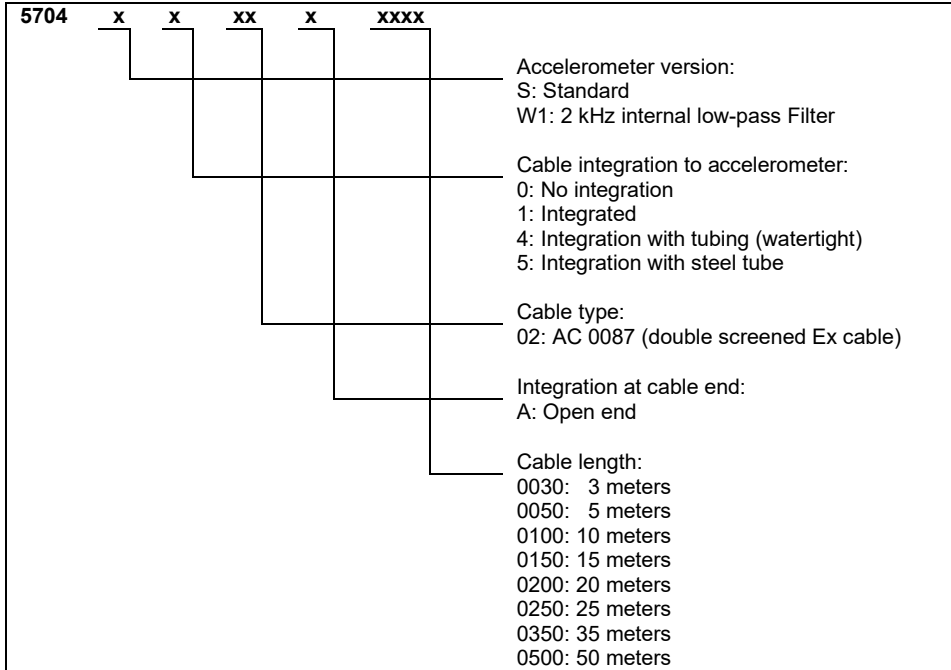 5704 x x xx x xxxx
Accelerometer version:
S: Standard
W1: 2 kHz internal low-pass Filter
Cable integration to accelerometer:
0: No integration
1: Integrated
4: Integration with tubing (watertight)
5: Integration with steel tube
Cable type:
02: AC 0087 (double screened Ex cable)
Integration at cable end:
A: Open end
Cable length:
0030: 3 meters
0050: 5 meters
0100: 10 meters
0150: 15 meters
0200: 20 meters
0250: 25 meters
0350: 35 meters
0500: 50 meters